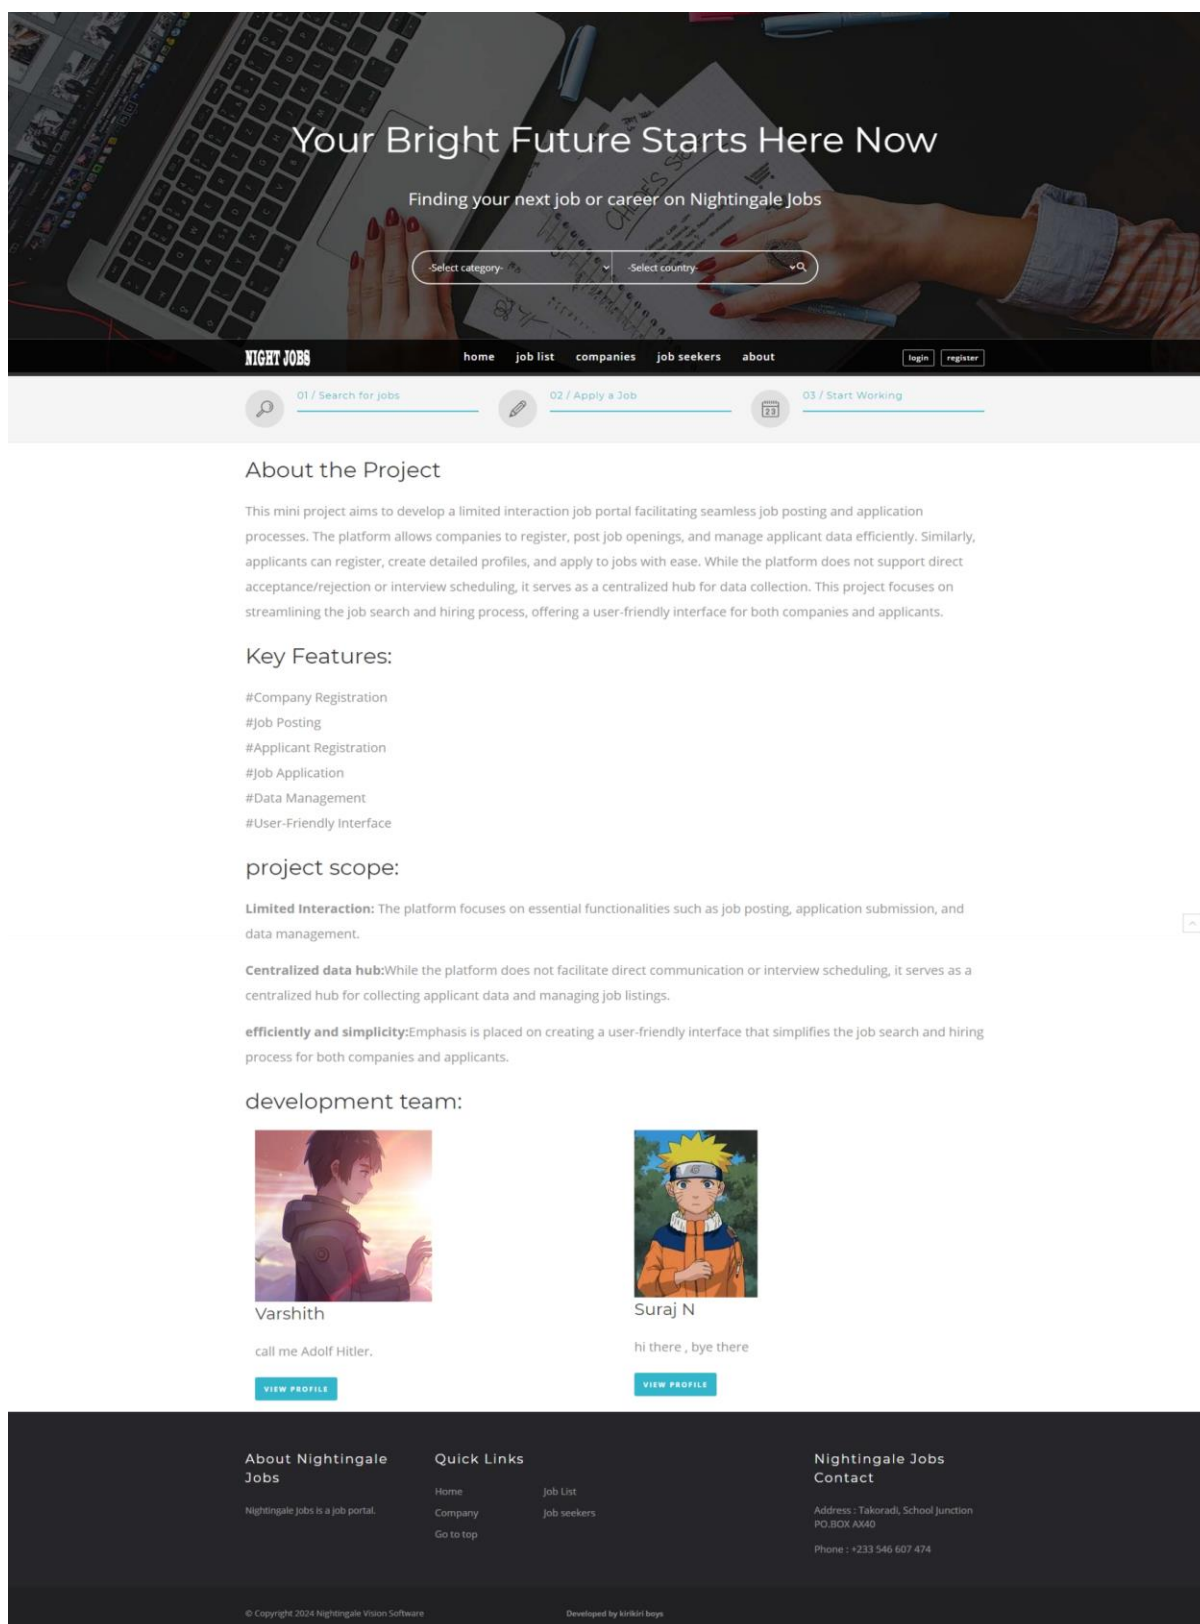 Your Bright Future Starts Here Now
Finding your next job or career on Nightingale Jobs
-Select category-
-Select country-
NIGHT JOBS
home job list companies job seekers about
login register
01 / Search for jobs
02 / Apply a Job
03 / Start Working
23
About the Project
This mini project aims to develop a limited interaction job portal facilitating seamless job posting and application
processes. The platform allows companies to register, post job openings, and manage applicant data efficiently. Similarly,
applicants can register, create detailed profiles, and apply to jobs with ease. While the platform does not support direct
acceptance/rejection or interview scheduling, it serves as a centralized hub for data collection. This project focuses on
streamlining the job search and hiring process, offering a user-friendly interface for both companies and applicants.
Key Features:
#Company Registration
#Job Posting
#Applicant Registration
#Job Application
#Data Management
#User-Friendly Interface
project scope:
Limited Interaction: The platform focuses on essential functionalities such as job posting, application submission, and
data management.
Centralized data hub:While the platform does not facilitate direct communication or interview scheduling, it serves as a
centralized hub for collecting applicant data and managing job listings.
efficiently and simplicity:Emphasis is placed on creating a user-friendly interface that simplifies the job search and hiring
process for both companies and applicants.
development team:
Varshith
call me Adolf Hitler.
VIEW PROFILE
Suraj N
hi there , bye there
VIEW PROFILE
About Nightingale
Jobs
Nightingale Jobs is a job portal.
Quick Links
Home
Company
Go to top
Job List
Job seekers
Nightingale Jobs
Contact
Address : Takoradi, School Junction
PO.BOX AX40
Phone : +233 546 607 474
© Copyright 2024 Nightingale Vision Software
Developed by kirikiri boys